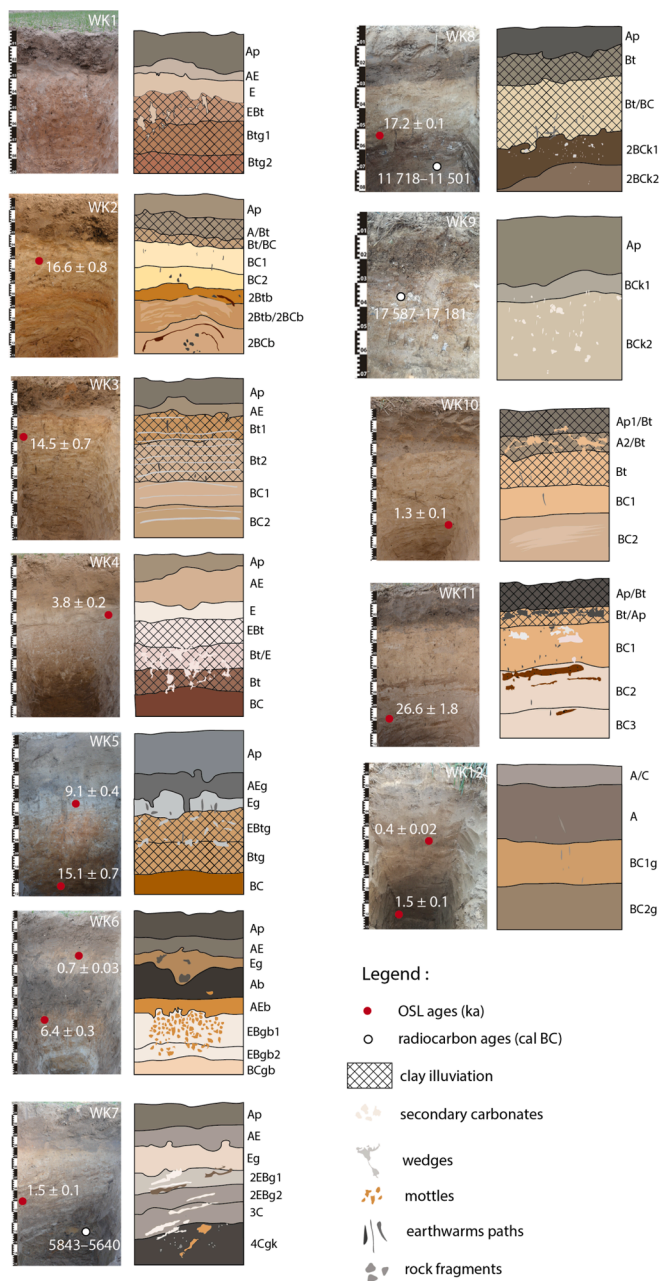 WK1
Ap
AE
E
EBt
Btg1
Btg2
WK2
16.6 ± 0.8
Ap
A/Bt
Bt/BC
BC1
BC2
2Btb
2Btb/2BCb
2BCb
WK3
14.5 ± 0.7
Ap
AE
Bt1
Bt2
BC1
BC2
WK4
3.8 ± 0.2
Ap
AE
E
EBt
Bt/E
Bt
BC
WK5
9.1 ± 0.4
15.1 ± 0.7
Ap
AEg
Eg
EBtg
Btg
BC
WK6
0.7 ± 0.03
6.4 ± 0.3
Ap
AE
Eg
Ab
AEb
EBgb1
EBgb2
BCgb
WK7
1.5 ± 0.1
5843–5640
Ap
AE
Eg
2EBg1
2EBg2
3C
4Cgk
WK8
17.2 ± 0.1
11 718–11 501
Ap
Bt
Bt/BC
2BCk1
2BCk2
WK9
17 587–17 181
Ap
BCk1
BCk2
WK10
1.3 ± 0.1
Ap1/Bt
A2/Bt
Bt
BC1
BC2
WK11
26.6 ± 1.8
Ap/Bt
Bt/Ap
BC1
BC2
BC3
WK12
0.4 ± 0.02
1.5 ± 0.1
A/C
A
BC1g
BC2g
Legend :
OSL ages (ka)
radiocarbon ages (cal BC)
clay illuviation
secondary carbonates
wedges
mottles
earthwarms paths
rock fragments